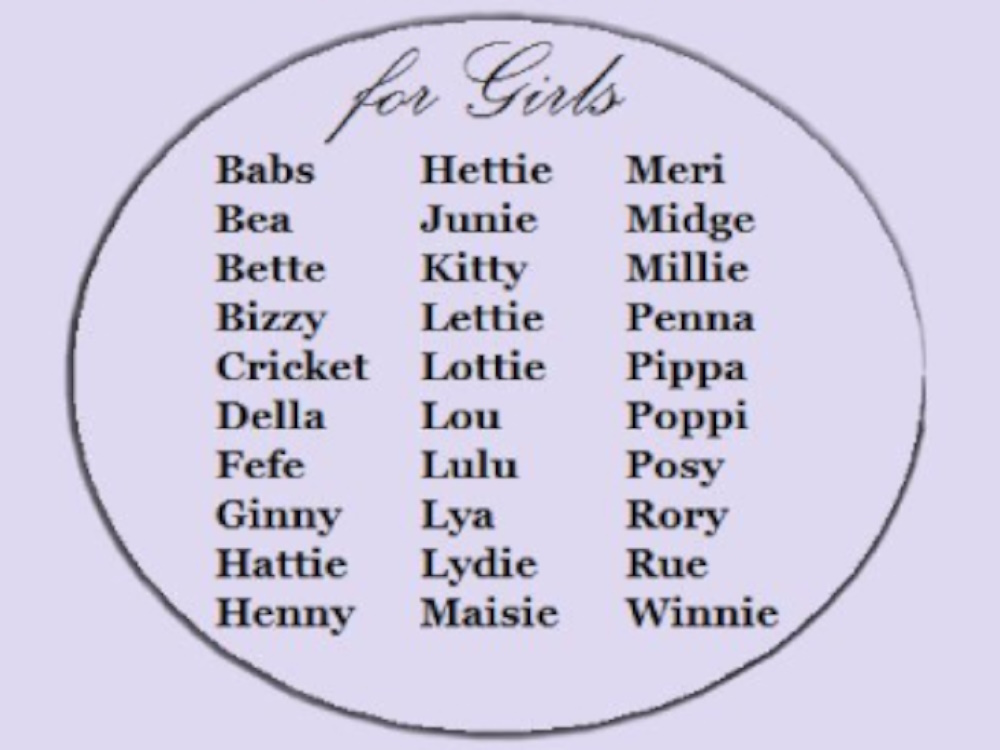 for Girls
Babs Hettie Meri
Bea Junie Midge
Bette Kitty Millie
Bizzy Lettie Penna
Cricket Lottie Pippa
Della Lou Poppi
Fefe Lulu Posy
Ginny Lya Rory
Hattie Lydie Rue
Henny Maisie Winnie